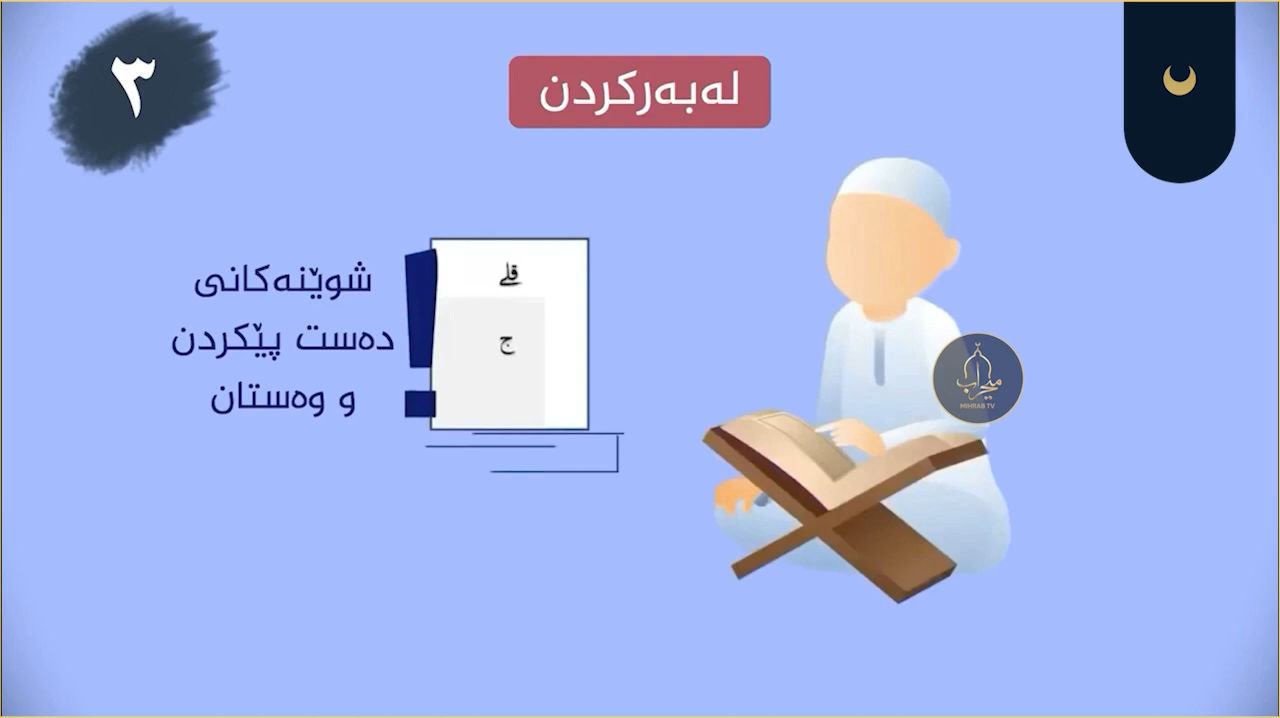 ٣
لەبەرکردن
قلے
ج
شوێنەکانی
دەست پێکردن
و وەستان
!
محراب
MIHRAB TV